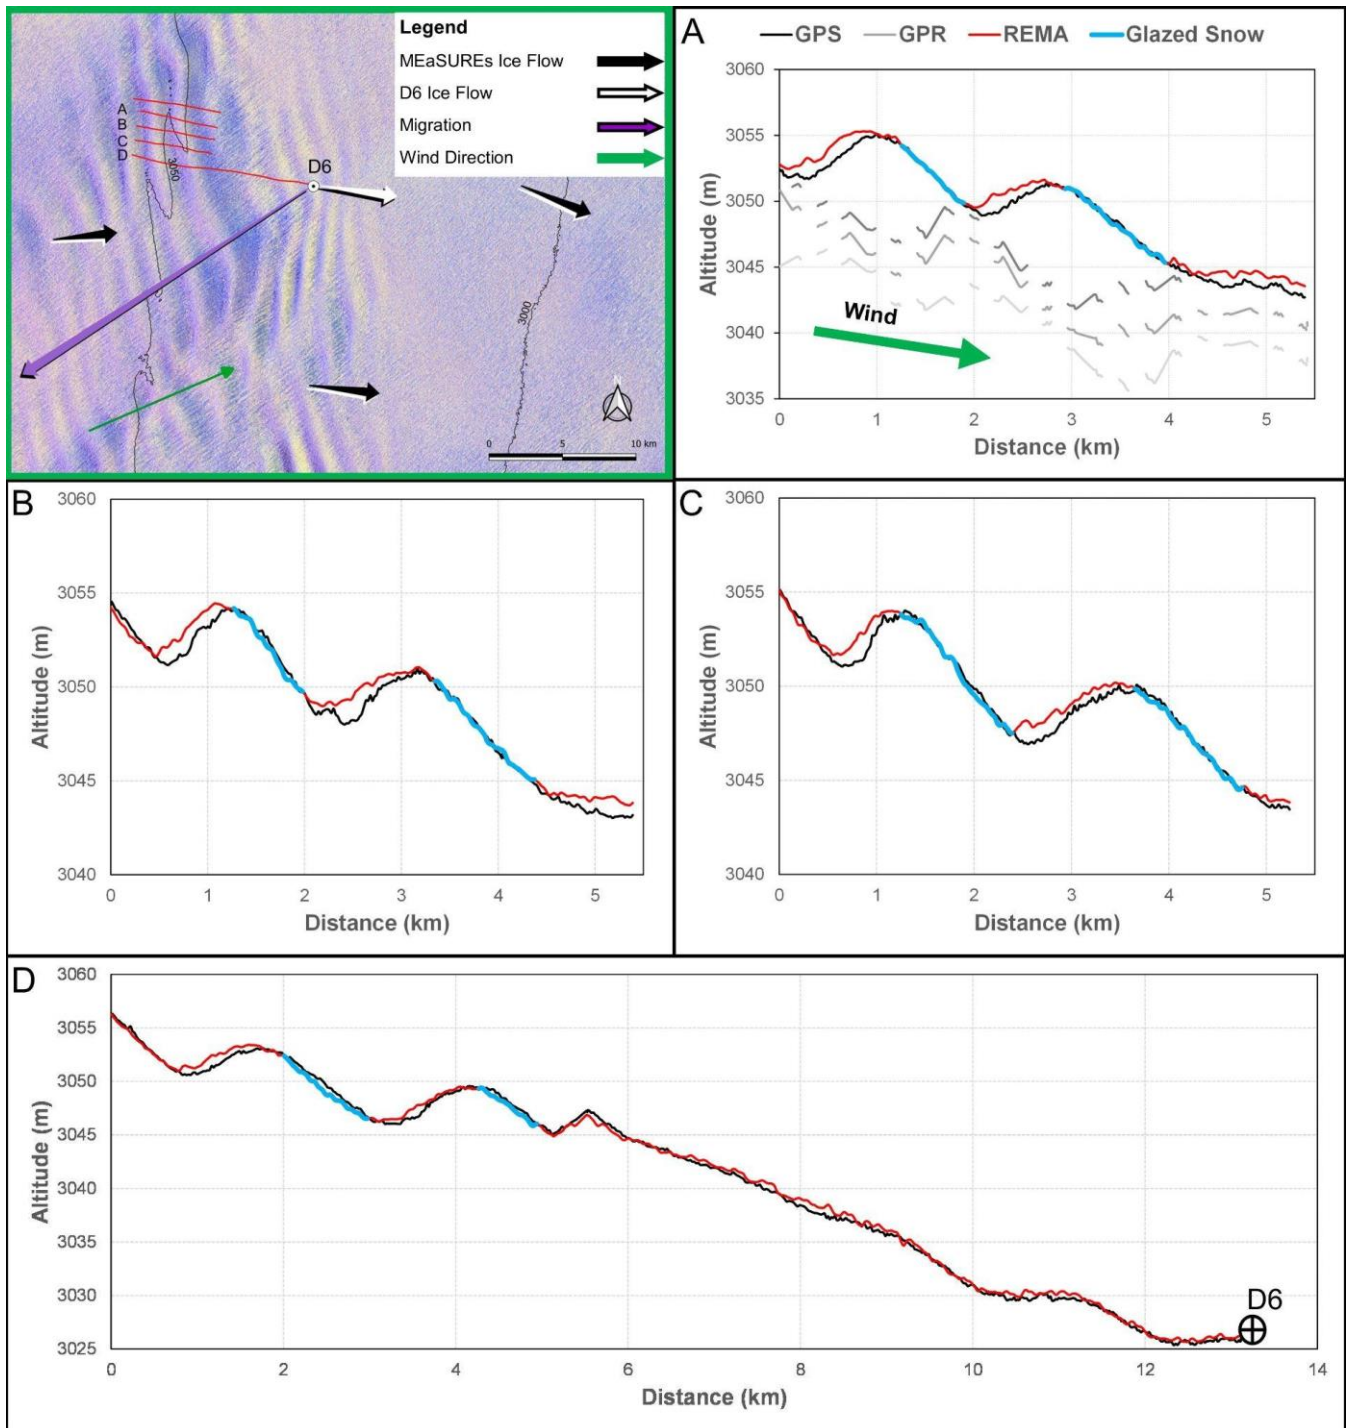 Legend
MEaSUREs Ice Flow
D6 Ice Flow
Migration
Wind Direction
A
B
C
D
3050
D6
3000
N
0 5 10 km
A
GPS GPR REMA Glazed Snow
3060
3055
3050
3045
3040
3035
Altitude (m)
Wind
0 1 2 3 4 5
Distance (km)
B
3060
3055
3050
3045
3040
Altitude (m)
0 1 2 3 4 5
Distance (km)
C
3060
3055
3050
3045
3040
Altitude (m)
0 1 2 3 4 5
Distance (km)
D
3060
3055
3050
3045
3040
3035
3030
3025
Altitude (m)
D6
0 2 4 6 8 10 12 14
Distance (km)